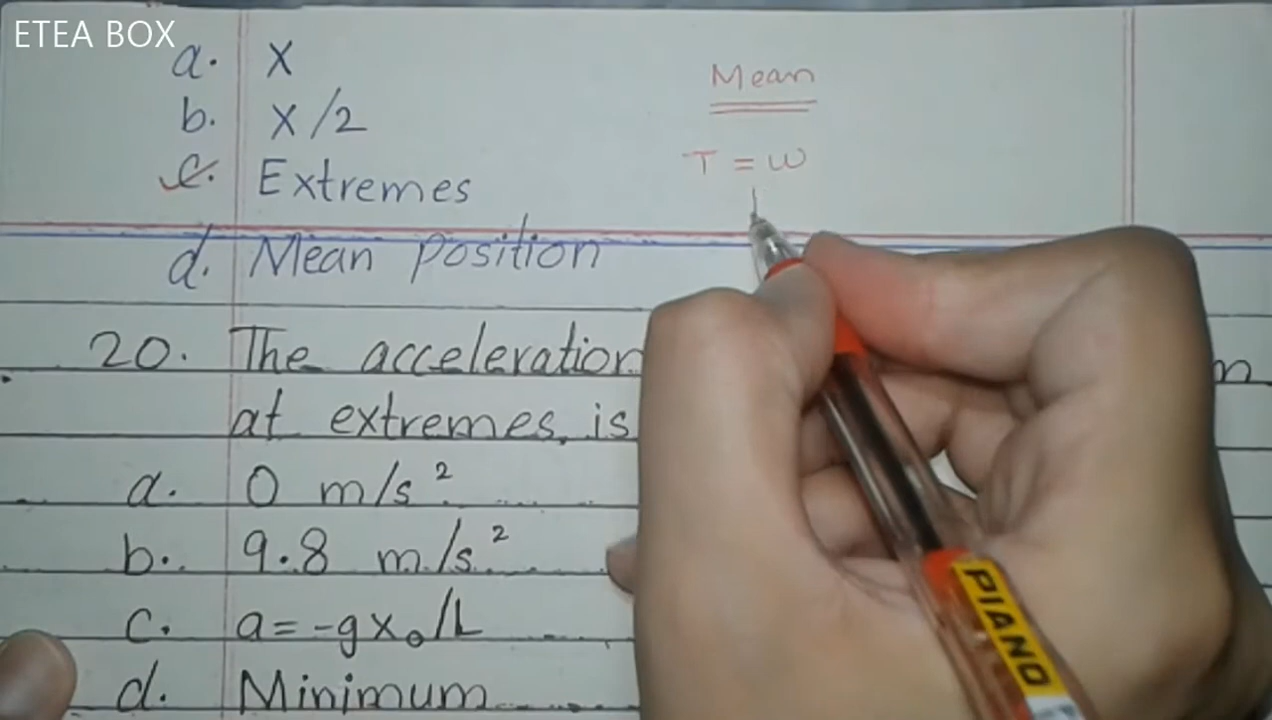 ETEA BOX
a. X
b. X/2
c. Extremes
d. Mean position
Mean
T = W
20. The acceleration
at extremes is
a. 0 m/s²
b. 9.8 m/s²
c. a = -gx₀/L
d. Minimum
PIANO